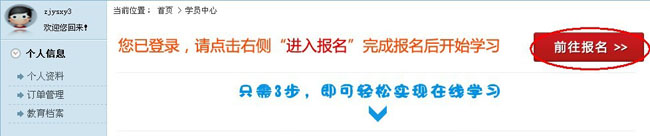 zjysxy3
欢迎您回来!
个人信息
个人资料
订单管理
教育档案
当前位置： 首页 > 学员中心
您已登录，请点击右侧“进入报名”完成报名后开始学习
前往报名 >>
只需3步，即可轻松实现在线学习